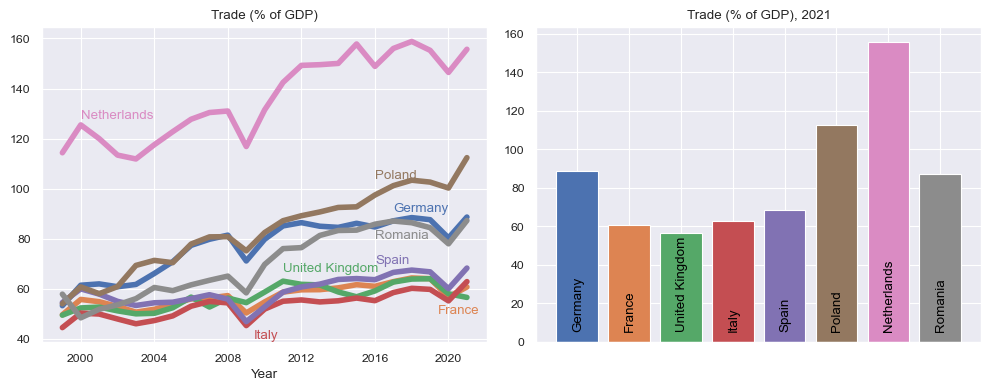 Trade (% of GDP)
160
140
120
100
80
60
40
2000
2004
2008
2012
2016
2020
Year
Netherlands
Poland
Germany
Romania
Spain
United Kingdom
France
Italy
Trade (% of GDP), 2021
160
140
120
100
80
60
40
20
0
Germany
France
United Kingdom
Italy
Spain
Poland
Netherlands
Romania